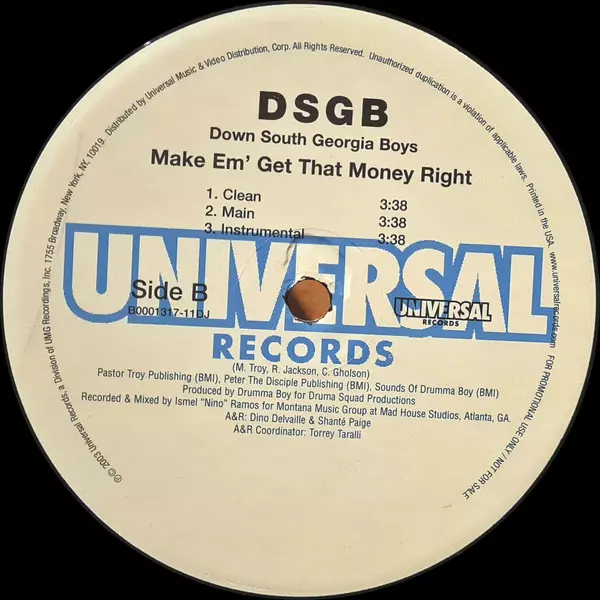 DSGB
Down South Georgia Boys
Make Em' Get That Money Right
1. Clean 3:38
2. Main 3:38
3. Instrumental 3:38
UNIVERSAL
RECORDS
Side B
B0001317-11DJ
UNIVERSAL
RECORDS
(M. Troy, R. Jackson, C. Gholson)
Pastor Troy Publishing (BMI), Peter The Disciple Publishing (BMI), Sounds Of Drumma Boy (BMI)
Produced by Drumma Boy for Druma Squad Productions
Recorded & Mixed by Ismel "Nino" Ramos for Montana Music Group at Mad House Studios, Atlanta, GA.
A&R: Dino Delvaille & Shanté Paige
A&R Coordinator: Torrey Taralli
℗© 2003 Universal Records, a Division of UMG Recordings, Inc. 1755 Broadway, New York, NY, 10019. Distributed by Universal Music & Video Distribution, Corp. All Rights Reserved. Unauthorized duplication is a violation of applicable laws. Printed in the USA. www.universalrecords.com FOR PROMOTIONAL USE ONLY / NOT FOR SALE